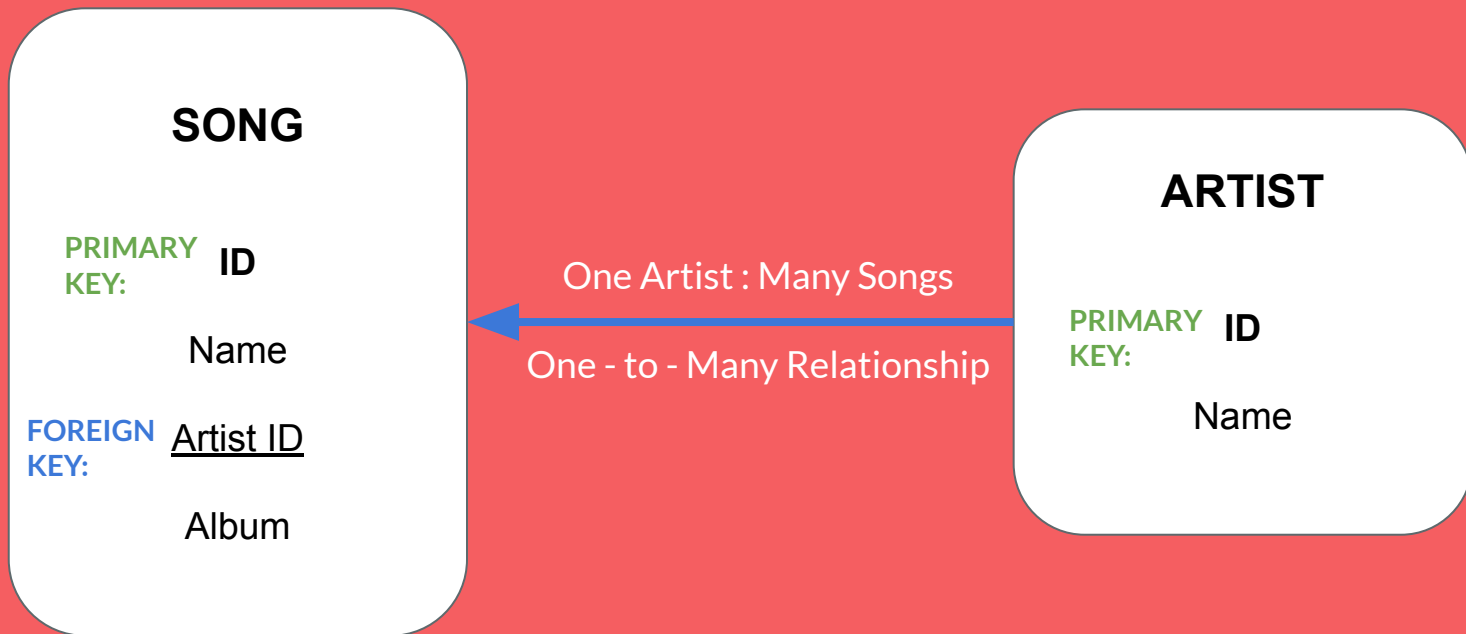 SONG
PRIMARY
KEY:
ID
Name
FOREIGN
KEY:
Artist ID
Album
One Artist : Many Songs
One - to - Many Relationship
ARTIST
PRIMARY
KEY:
ID
Name